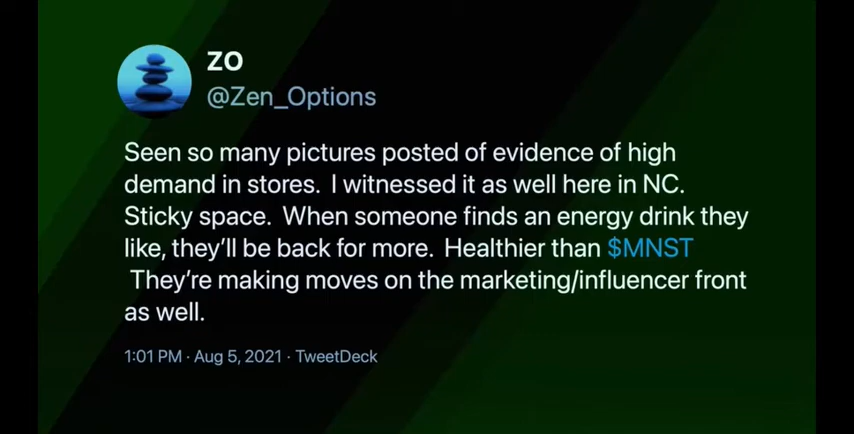 ZO
@Zen_Options
Seen so many pictures posted of evidence of high
demand in stores. I witnessed it as well here in NC.
Sticky space. When someone finds an energy drink they
like, they'll be back for more. Healthier than $MNST
They're making moves on the marketing/influencer front
as well.
1:01 PM · Aug 5, 2021 · TweetDeck